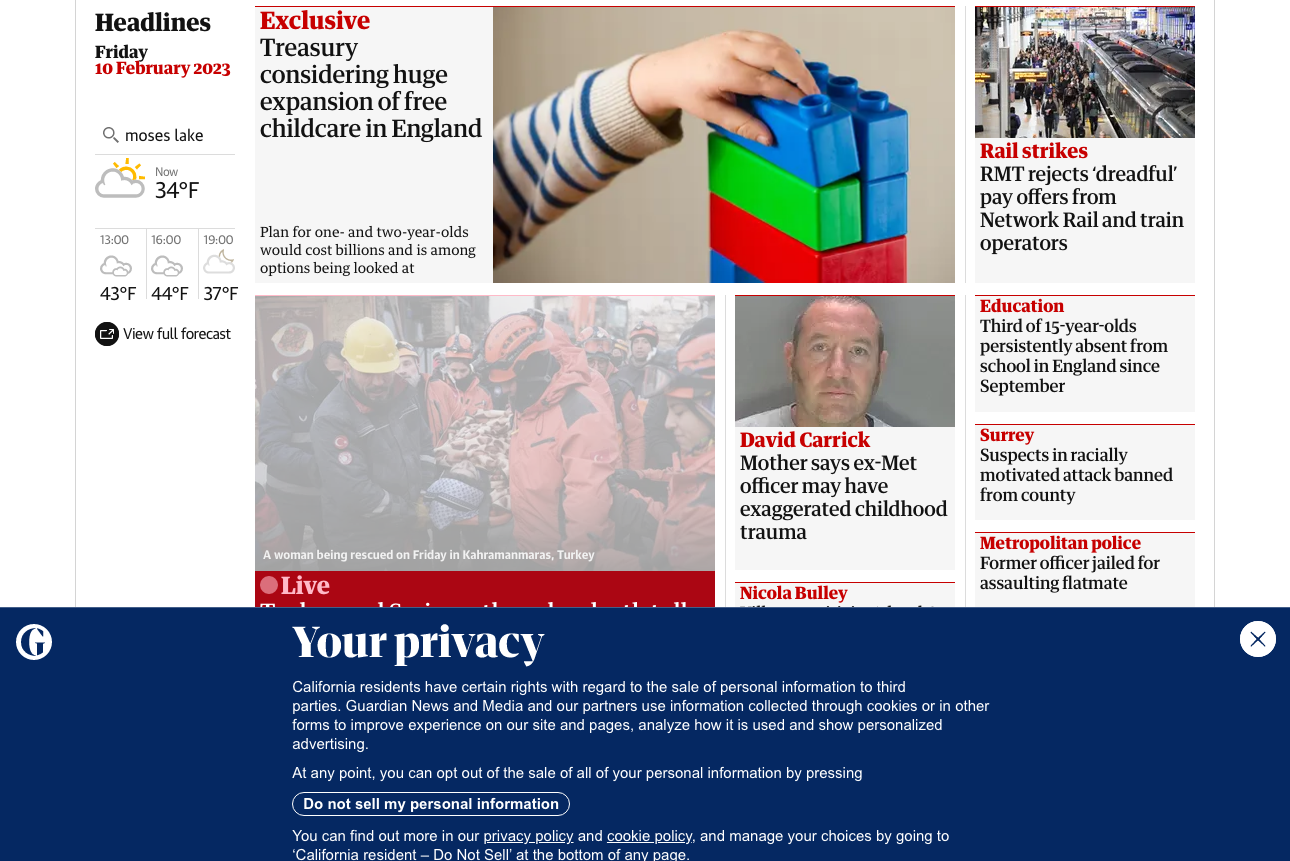 Headlines
Friday
10 February 2023
moses lake
Now
34°F
13:00
16:00
19:00
43°F
44°F
37°F
View full forecast
Exclusive
Treasury
considering huge
expansion of free
childcare in England
Plan for one- and two-year-olds
would cost billions and is among
options being looked at
Rail strikes
RMT rejects ‘dreadful’
pay offers from
Network Rail and train
operators
A woman being rescued on Friday in Kahramanmaras, Turkey
Live
David Carrick
Mother says ex-Met
officer may have
exaggerated childhood
trauma
Nicola Bulley
Education
Third of 15-year-olds
persistently absent from
school in England since
September
Surrey
Suspects in racially
motivated attack banned
from county
Metropolitan police
Former officer jailed for
assaulting flatmate
Your privacy
California residents have certain rights with regard to the sale of personal information to third
parties. Guardian News and Media and our partners use information collected through cookies or in other
forms to improve experience on our site and pages, analyze how it is used and show personalized
advertising.
At any point, you can opt out of the sale of all of your personal information by pressing
Do not sell my personal information
You can find out more in our privacy policy and cookie policy, and manage your choices by going to
‘California resident – Do Not Sell’ at the bottom of any page.